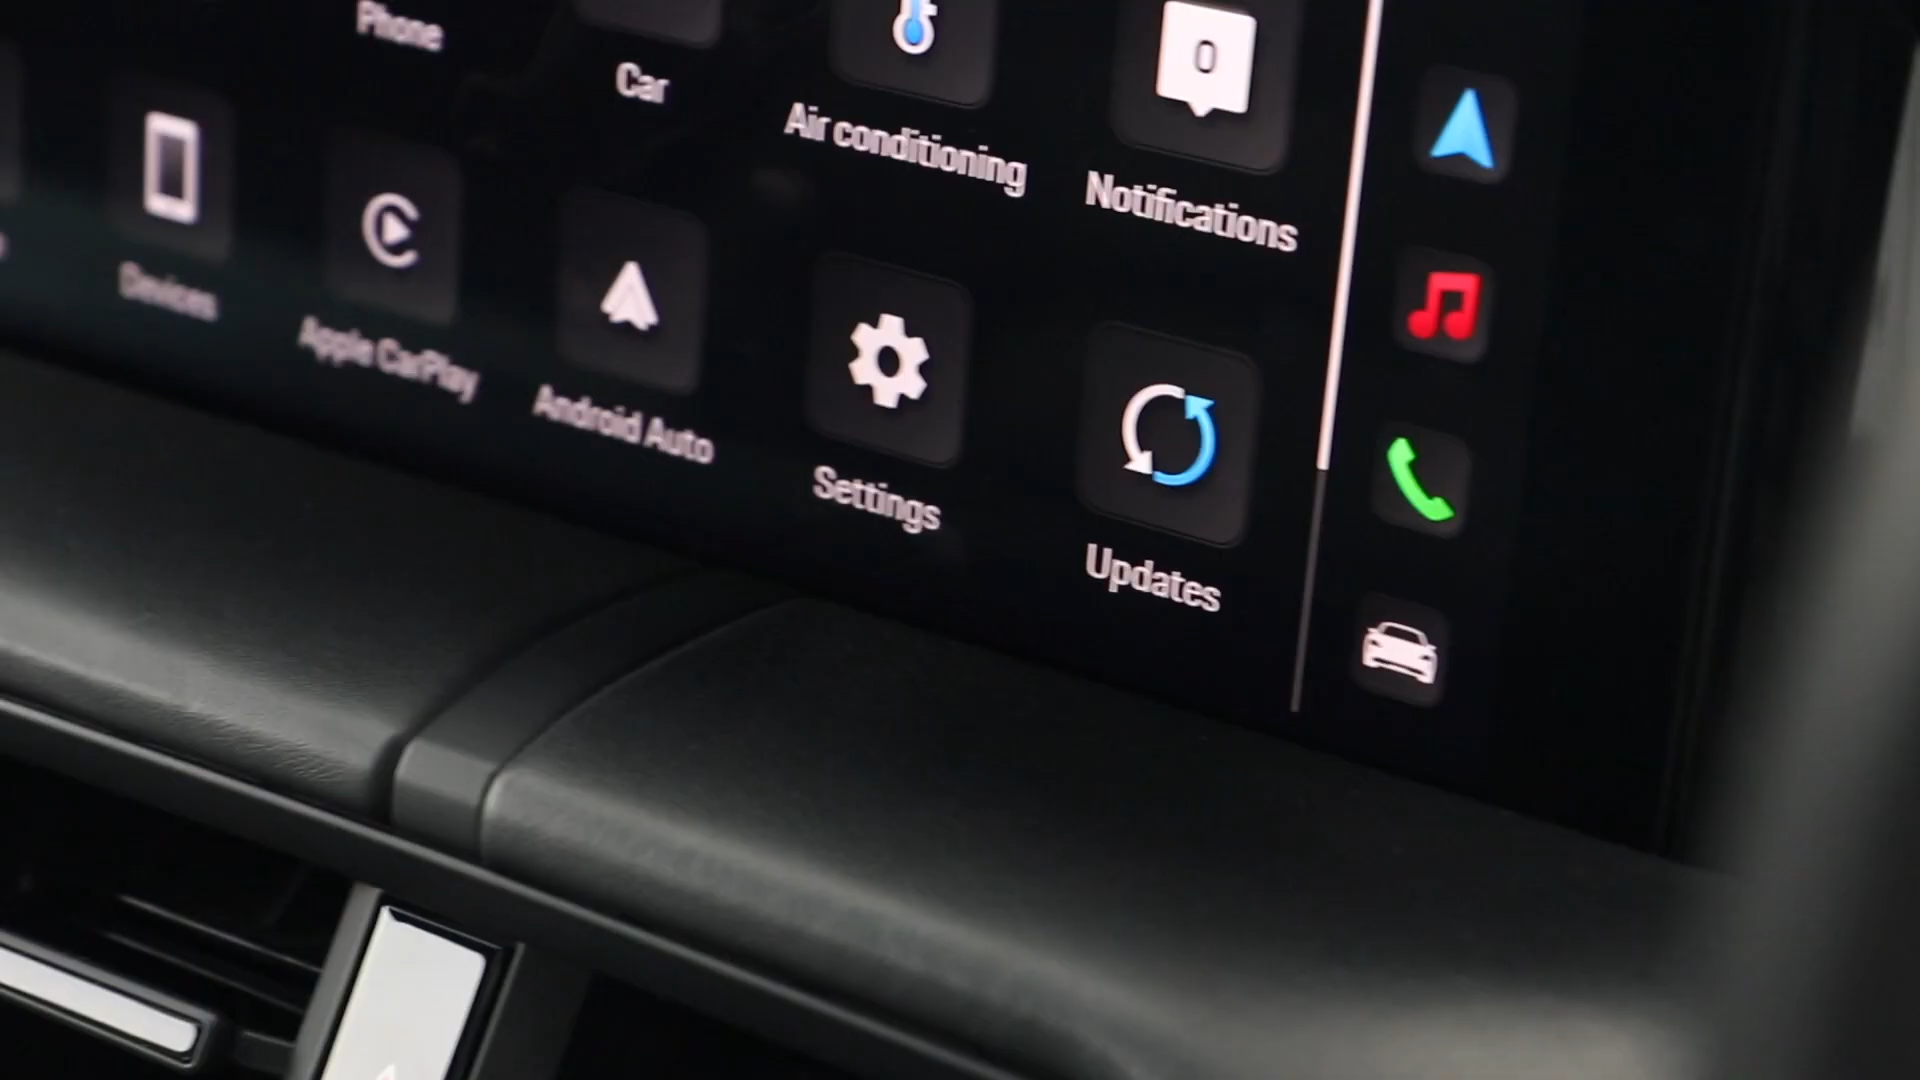 Phone
Car
Air conditioning
0
Notifications
Devices
Apple CarPlay
Android Auto
Settings
Updates